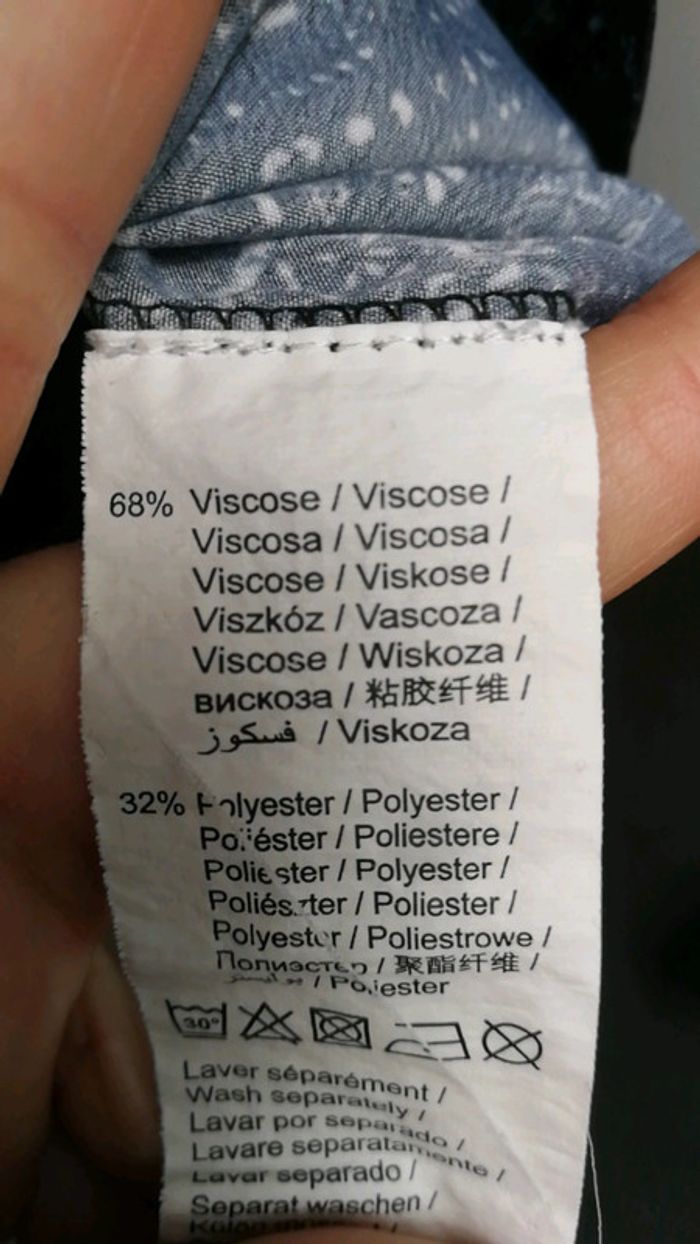 68% Viscose / Viscose /
Viscosa / Viscosa /
Viscose / Viskose /
Viszkóz / Vascoza /
Viscose / Wiskoza /
вискоза / 粘胶纤维 /
فسكوز / Viskoza
32% Polyester / Polyester /
Poliéster / Poliestere /
Poliester / Polyester /
Poliészter / Poliester /
Polyester / Poliestrowe /
Полиэстер / 聚酯纤维 /
/ Poliester
30°
Laver séparément /
Wash separately /
Lavar por separado /
Lavare separatamente /
Lavar separado /
Separat waschen /